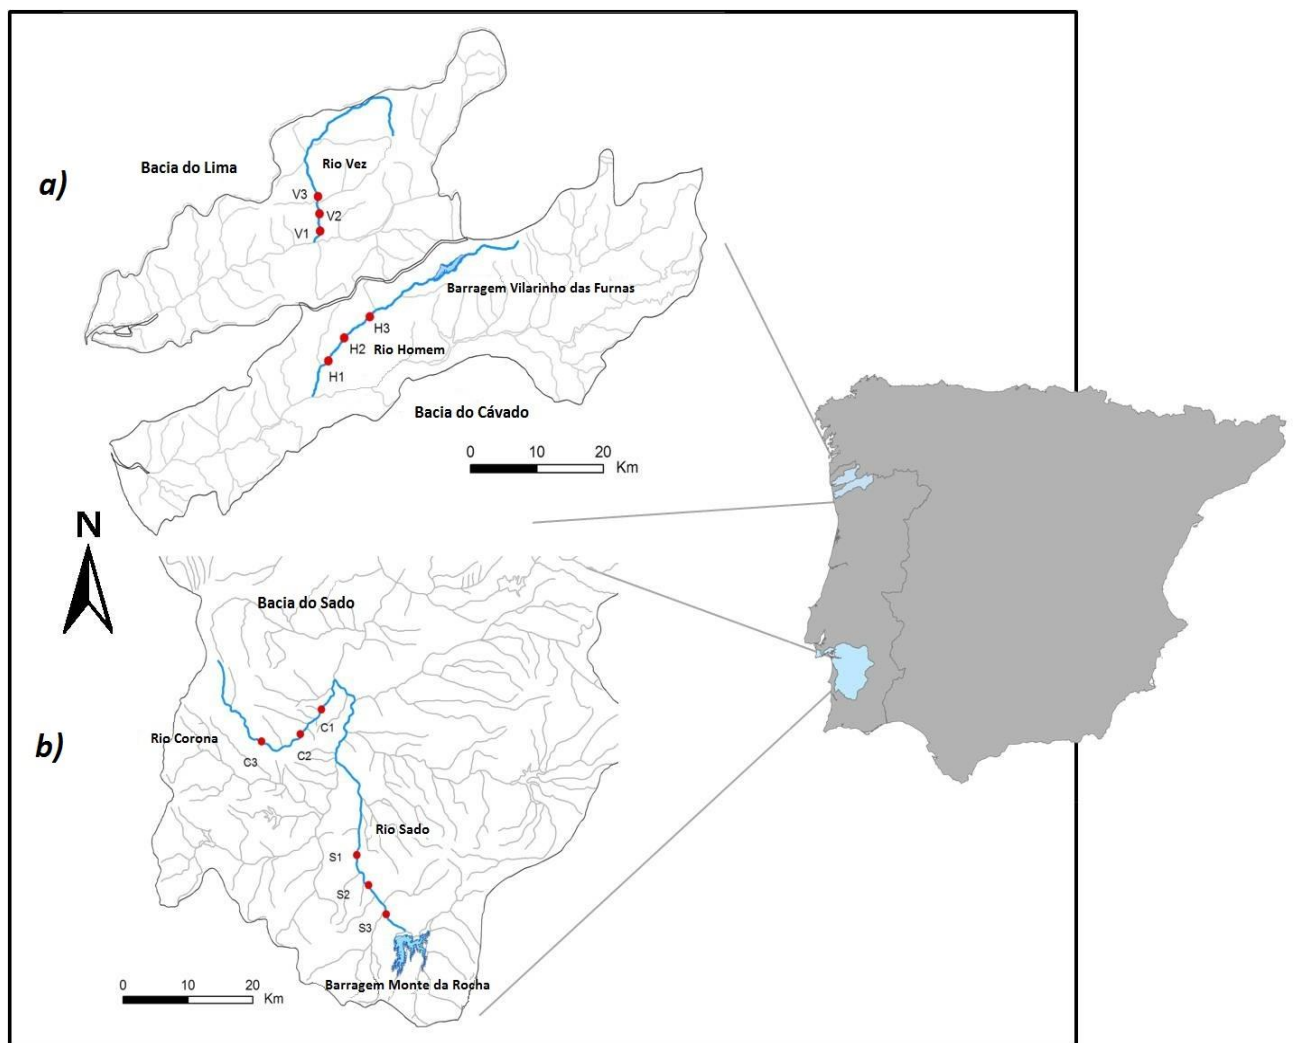 a)
Bacia do Lima
Rio Vez
V3
V2
V1
Barragem Vilarinho das Furnas
H3
H2
Rio Homem
H1
Bacia do Cávado
0 10 20
Km
N
Bacia do Sado
b)
Rio Corona
C1
C2
C3
Rio Sado
S1
S2
S3
Barragem Monte da Rocha
0 10 20
Km